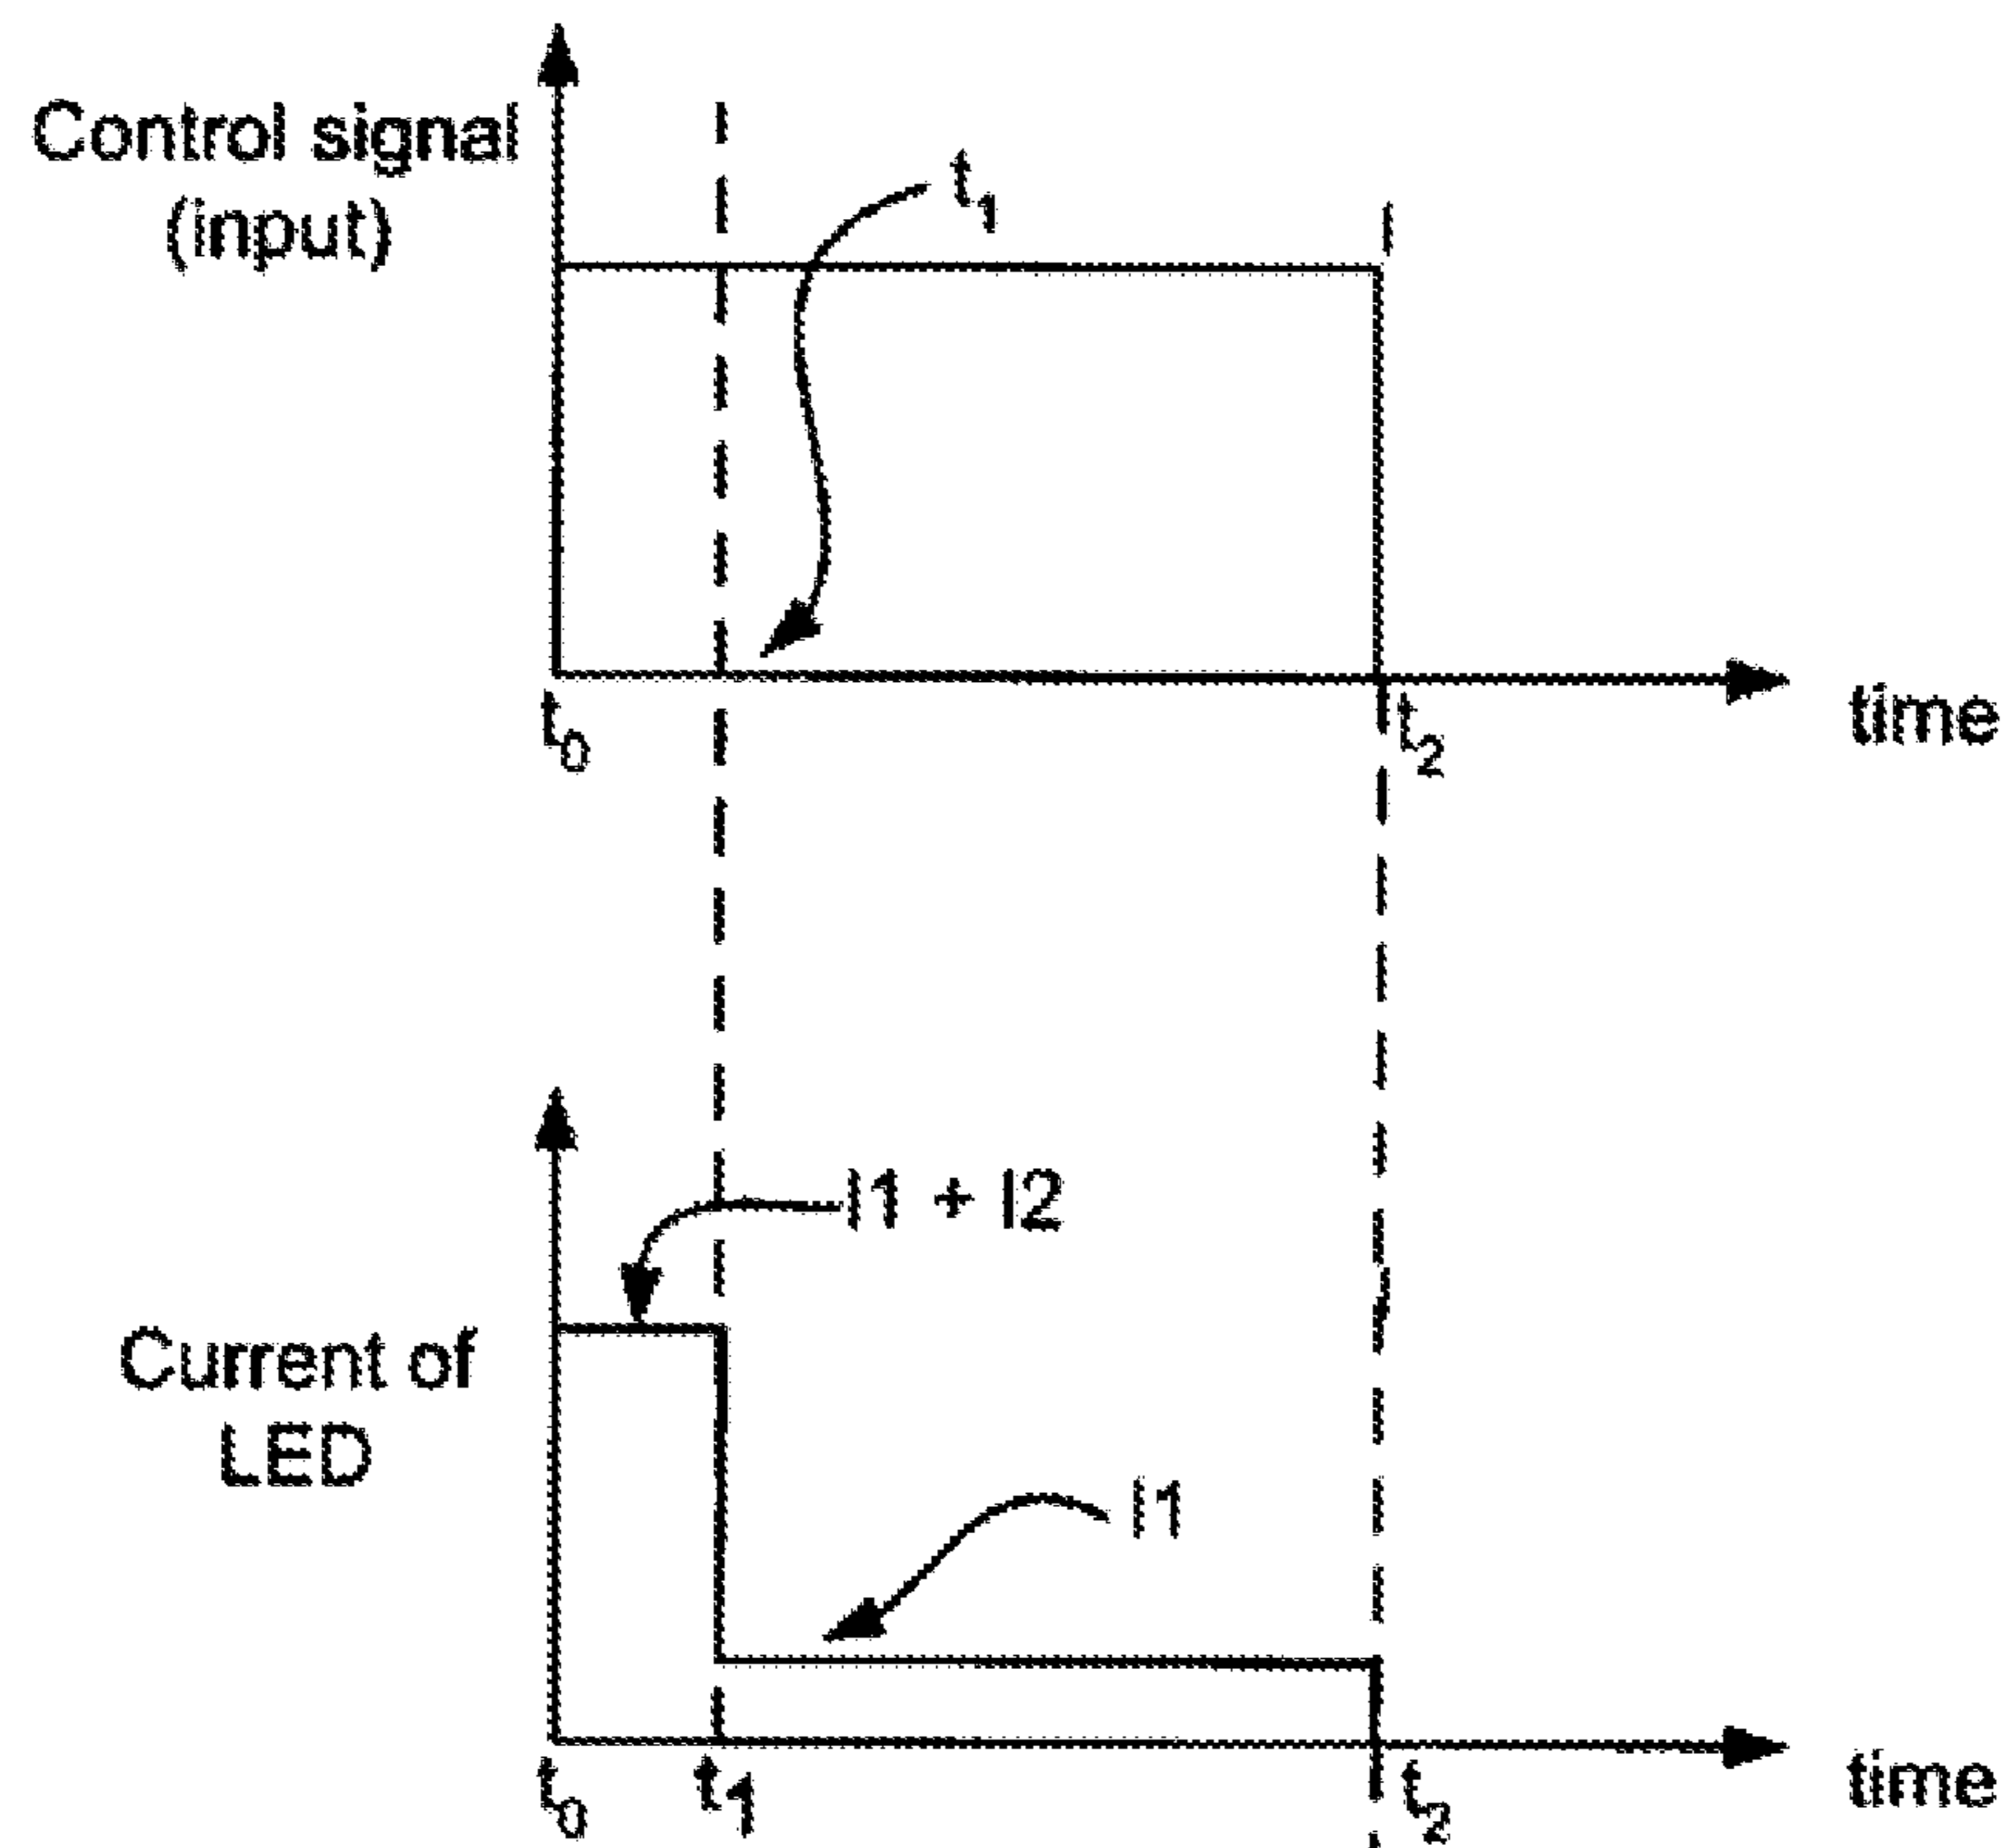 Control signal
(input)
t1
t0
t2
time
I1 + I2
Current of
LED
I1
t0
t1
t2
time